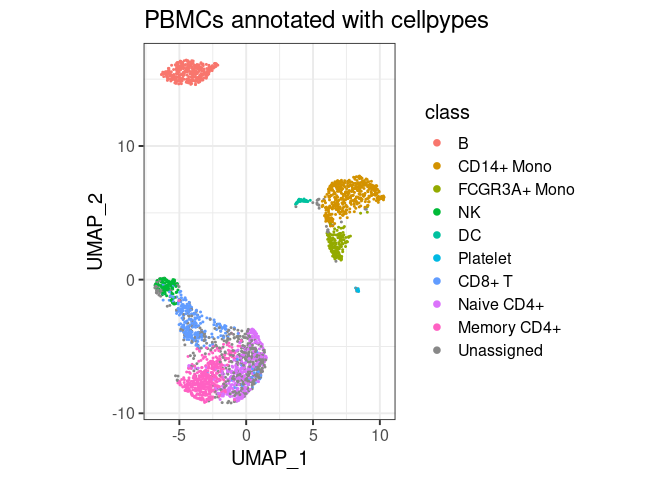 PBMCs annotated with cellpypes
UMAP_2
10
0
-10
-5
0
5
10
UMAP_1
class
B
CD14+ Mono
FCGR3A+ Mono
NK
DC
Platelet
CD8+ T
Naive CD4+
Memory CD4+
Unassigned